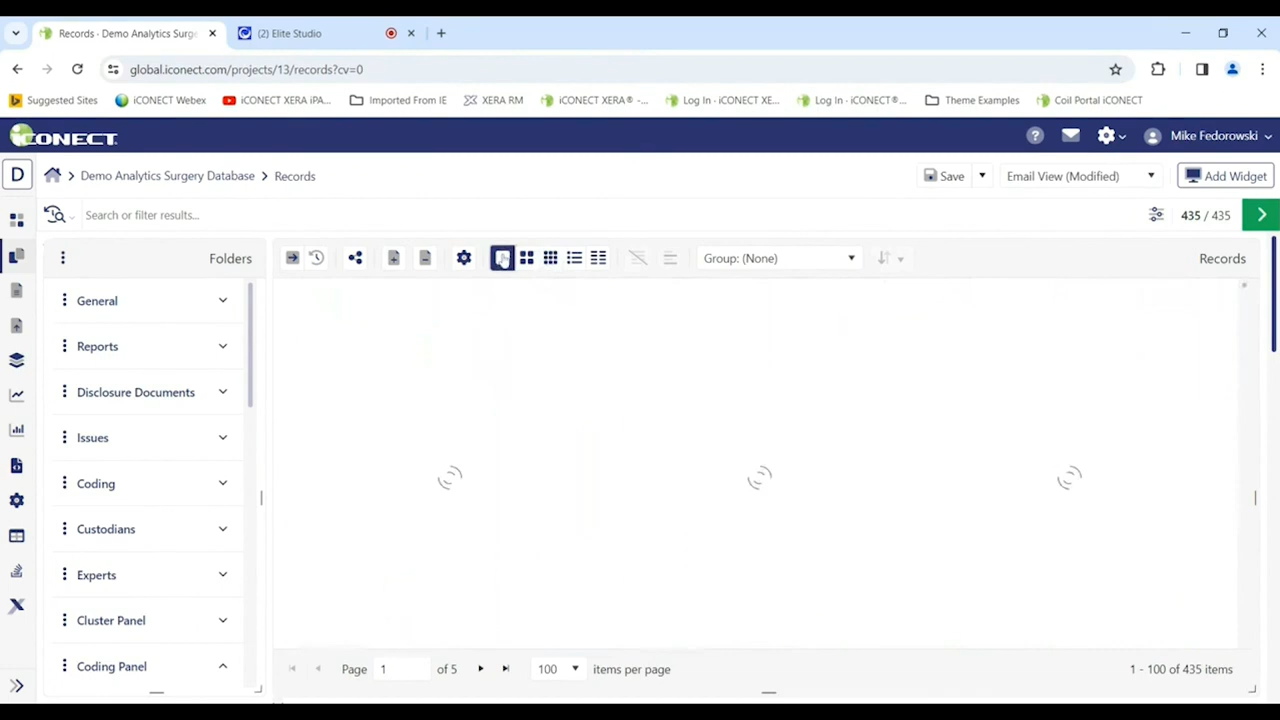 Records - Demo Analytics Surge
(2) Elite Studio
global.iconect.com/projects/13/records?cv=0
Suggested Sites
iCONECT Webex
iCONECT XERA iPA...
Imported From IE
XERA RM
iCONECT XERA® -...
Log In · iCONECT XE...
Log In · iCONECT®...
Theme Examples
Coil Portal iCONECT
iCONECT
Mike Fedorowski
D
Demo Analytics Surgery Database
Records
Save
Email View (Modified)
Add Widget
Search or filter results...
435 / 435
Folders
Group: (None)
Records
General
Reports
Disclosure Documents
Issues
Coding
Custodians
Experts
Cluster Panel
Coding Panel
Page 1 of 5
100 items per page
1 - 100 of 435 items